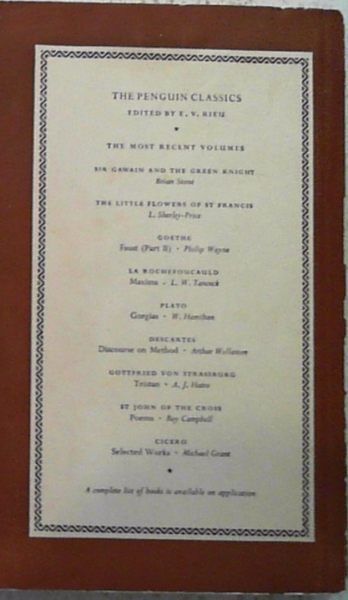 THE PENGUIN CLASSICS
EDITED BY E. V. RIEU
THE MOST RECENT VOLUMES
SIR GAWAIN AND THE GREEN KNIGHT
Brian Stone
THE LITTLE FLOWERS OF ST FRANCIS
L. Sherley-Price
GOETHE
Faust (Part II) · Philip Wayne
LA ROCHEFOUCAULD
Maxims - L. W. Tancock
PLATO
Gorgias · W. Hamilton
DESCARTES
Discourse on Method · Arthur Wollaston
GOTTFRIED VON STRASSBURG
Tristan · A. J. Hatto
ST JOHN OF THE CROSS
Poems · Roy Campbell
CICERO
Selected Works · Michael Grant
A complete list of books is available on application